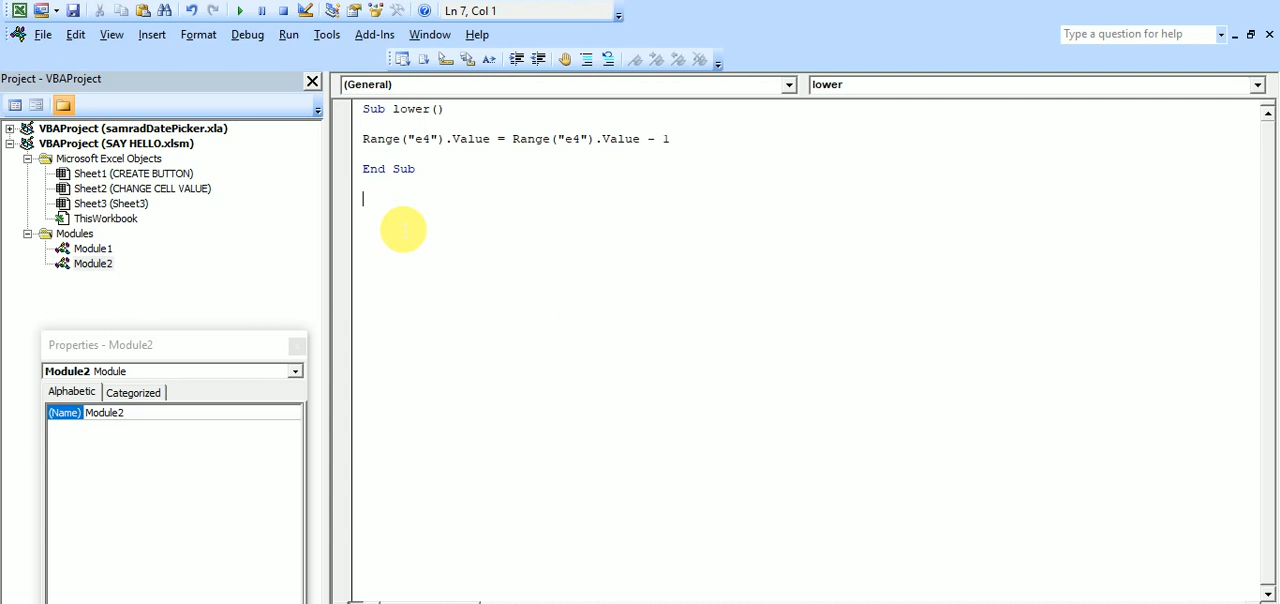 Ln 7, Col 1
File Edit View Insert Format Debug Run Tools Add-Ins Window Help
Type a question for help
Project - VBAProject
(General)
lower
VBAProject (samradDatePicker.xla)
VBAProject (SAY HELLO.xlsm)
Microsoft Excel Objects
Sheet1 (CREATE BUTTON)
Sheet2 (CHANGE CELL VALUE)
Sheet3 (Sheet3)
ThisWorkbook
Modules
Module1
Module2
Properties - Module2
Module2 Module
Alphabetic Categorized
(Name) Module2
Sub lower()
Range("e4").Value = Range("e4").Value - 1
End Sub